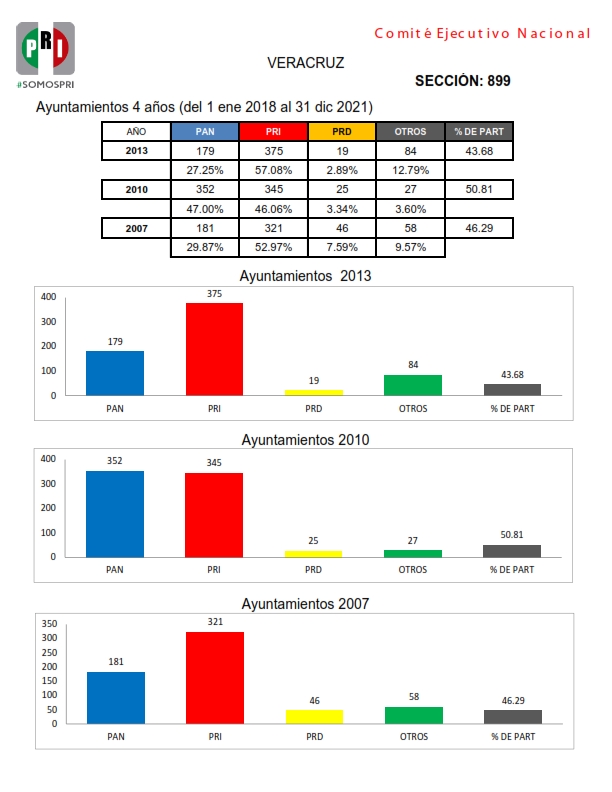 Comité Ejecutivo Nacional
PRI
#SOMOSPRI
VERACRUZ
SECCIÓN: 899
Ayuntamientos 4 años (del 1 ene 2018 al 31 dic 2021)
AÑO PAN PRI PRD OTROS % DE PART
2013 179 375 19 84 43.68
27.25% 57.08% 2.89% 12.79%
2010 352 345 25 27 50.81
47.00% 46.06% 3.34% 3.60%
2007 181 321 46 58 46.29
29.87% 52.97% 7.59% 9.57%
Ayuntamientos 2013
400
300
200
100
0
179 375 19 84 43.68
PAN PRI PRD OTROS % DE PART
Ayuntamientos 2010
400
300
200
100
0
352 345 25 27 50.81
PAN PRI PRD OTROS % DE PART
Ayuntamientos 2007
350
300
250
200
150
100
50
0
181 321 46 58 46.29
PAN PRI PRD OTROS % DE PART